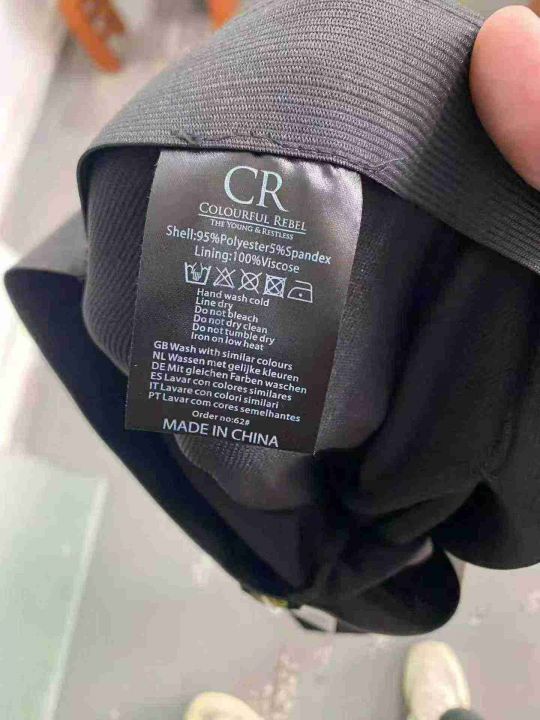 CR
COLOURFUL REBEL
THE YOUNG & RESTLESS
Shell:95%Polyester5%Spandex
Lining:100%Viscose
Hand wash cold
Line dry
Do not bleach
Do not dry clean
Do not tumble dry
Iron on low heat
GB Wash with similar colours
NL Wassen met gelijke kleuren
DE Mit gleichen Farben waschen
ES Lavar con colores similares
IT Lavare con colori similari
PT Lavar com cores semelhantes
Order no:62#
MADE IN CHINA